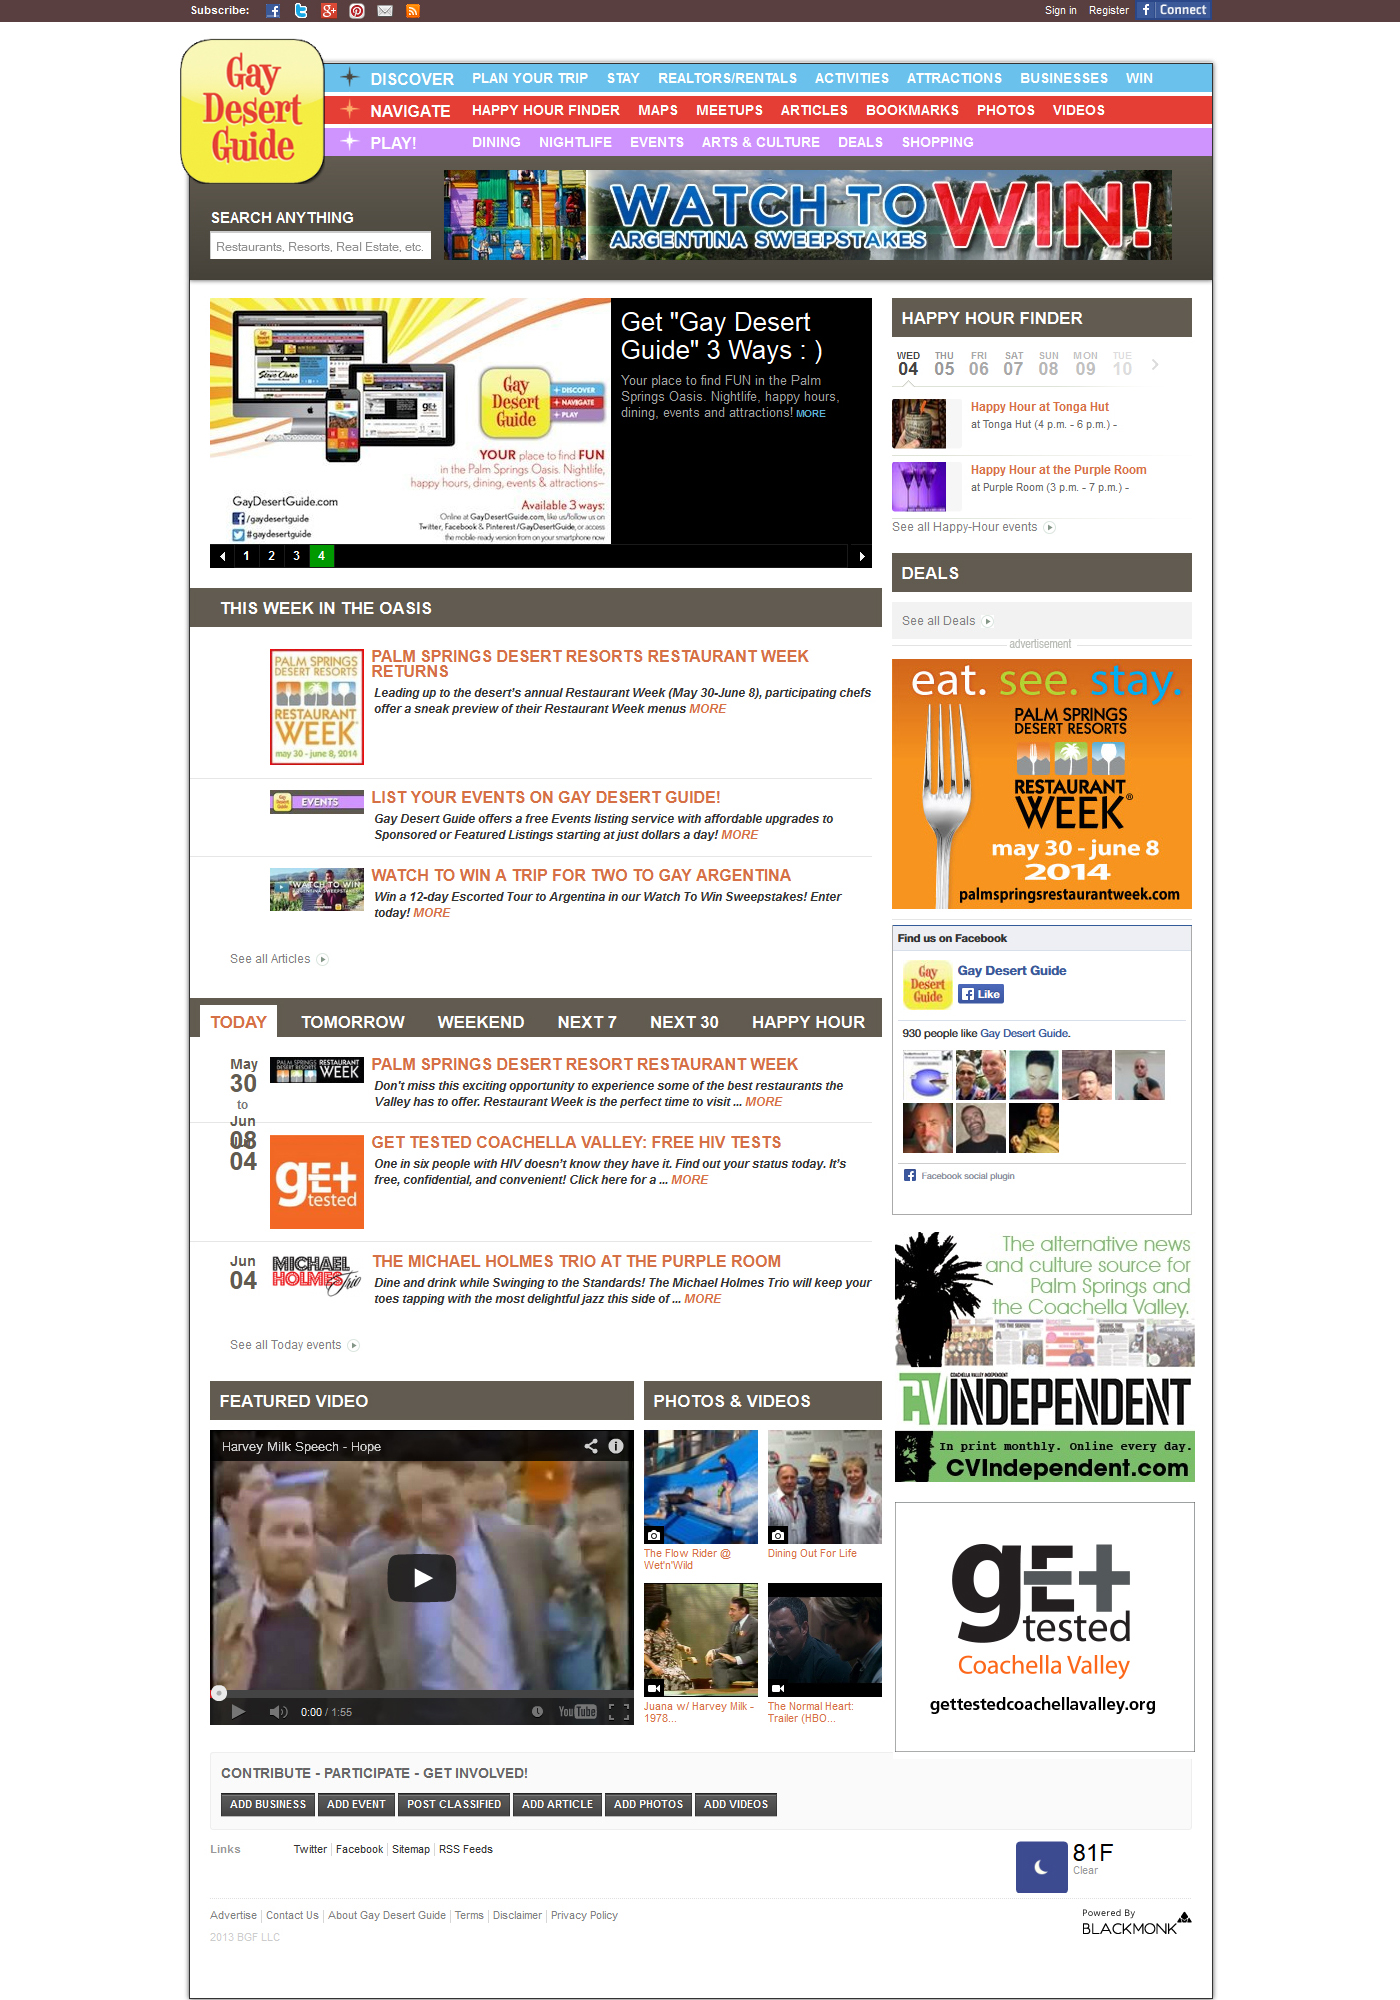 Subscribe:
Sign in Register Connect
Gay
Desert
Guide
DISCOVER PLAN YOUR TRIP STAY REALTORS/RENTALS ACTIVITIES ATTRACTIONS BUSINESSES WIN
NAVIGATE HAPPY HOUR FINDER MAPS MEETUPS ARTICLES BOOKMARKS PHOTOS VIDEOS
PLAY! DINING NIGHTLIFE EVENTS ARTS & CULTURE DEALS SHOPPING
SEARCH ANYTHING
Restaurants, Resorts, Real Estate, etc.
WATCH TO WIN!
ARGENTINA SWEEPSTAKES
Gay
Desert
Guide
+ DISCOVER
+ NAVIGATE
+ PLAY
YOUR place to find FUN
in the Palm Springs Oasis. Nightlife,
happy hours, dining, events & attractions–
Available 3 ways:
Online at GayDesertGuide.com, like us/follow us on
Twitter, Facebook & Pinterest /GayDesertGuide, or access
the mobile-ready version from on your smartphone now
GayDesertGuide.com
/gaydesertguide
#gaydesertguide
Get "Gay Desert
Guide" 3 Ways : )
Your place to find FUN in the Palm
Springs Oasis. Nightlife, happy hours,
dining, events and attractions! MORE
1 2 3 4
HAPPY HOUR FINDER
WED THU FRI SAT SUN MON TUE
04 05 06 07 08 09 10
Happy Hour at Tonga Hut
at Tonga Hut (4 p.m. - 6 p.m.) -
Happy Hour at the Purple Room
at Purple Room (3 p.m. - 7 p.m.) -
See all Happy-Hour events
DEALS
See all Deals
advertisement
eat. see. stay.
PALM SPRINGS
DESERT RESORTS
RESTAURANT
WEEK®
may 30 - june 8
2014
palmspringsrestaurantweek.com
THIS WEEK IN THE OASIS
PALM SPRINGS
DESERT RESORTS
RESTAURANT
WEEK
may 30 - june 8, 2014
PALM SPRINGS DESERT RESORTS RESTAURANT WEEK
RETURNS
Leading up to the desert's annual Restaurant Week (May 30-June 8), participating chefs
offer a sneak preview of their Restaurant Week menus MORE
Gay
Desert
Guide
EVENTS
LIST YOUR EVENTS ON GAY DESERT GUIDE!
Gay Desert Guide offers a free Events listing service with affordable upgrades to
Sponsored or Featured Listings starting at just dollars a day! MORE
WATCH TO WIN
ARGENTINA SWEEPSTAKES
WATCH TO WIN A TRIP FOR TWO TO GAY ARGENTINA
Win a 12-day Escorted Tour to Argentina in our Watch To Win Sweepstakes! Enter
today! MORE
See all Articles
Find us on Facebook
Gay
Desert
Guide
Gay Desert Guide
Like
930 people like Gay Desert Guide.
Facebook social plugin
TODAY TOMORROW WEEKEND NEXT 7 NEXT 30 HAPPY HOUR
May
30
to
Jun
08
PALM SPRINGS
DESERT RESORTS
RESTAURANT
WEEK
PALM SPRINGS DESERT RESORT RESTAURANT WEEK
Don't miss this exciting opportunity to experience some of the best restaurants the
Valley has to offer. Restaurant Week is the perfect time to visit ... MORE
Jun
04
gET
tested
GET TESTED COACHELLA VALLEY: FREE HIV TESTS
One in six people with HIV doesn't know they have it. Find out your status today. It's
free, confidential, and convenient! Click here for a ... MORE
Jun
04
MICHAEL
HOLMES Trio
THE MICHAEL HOLMES TRIO AT THE PURPLE ROOM
Dine and drink while Swinging to the Standards! The Michael Holmes Trio will keep your
toes tapping with the most delightful jazz this side of ... MORE
See all Today events
The alternative news
and culture source for
Palm Springs and
the Coachella Valley.
COACHELLA VALLEY INDEPENDENT
CV INDEPENDENT
In print monthly. Online every day.
CVIndependent.com
FEATURED VIDEO
Harvey Milk Speech - Hope
0:00 / 1:55
YouTube
PHOTOS & VIDEOS
The Flow Rider @
Wet'n'Wild
Dining Out For Life
Juana w/ Harvey Milk -
1978...
The Normal Heart:
Trailer (HBO...
gET
tested
Coachella Valley
gettestedcoachellavalley.org
CONTRIBUTE - PARTICIPATE - GET INVOLVED!
ADD BUSINESS ADD EVENT POST CLASSIFIED ADD ARTICLE ADD PHOTOS ADD VIDEOS
Links Twitter Facebook Sitemap RSS Feeds
81F
Clear
Advertise Contact Us About Gay Desert Guide Terms Disclaimer Privacy Policy
2013 BGF LLC
Powered By
BLACKMONK